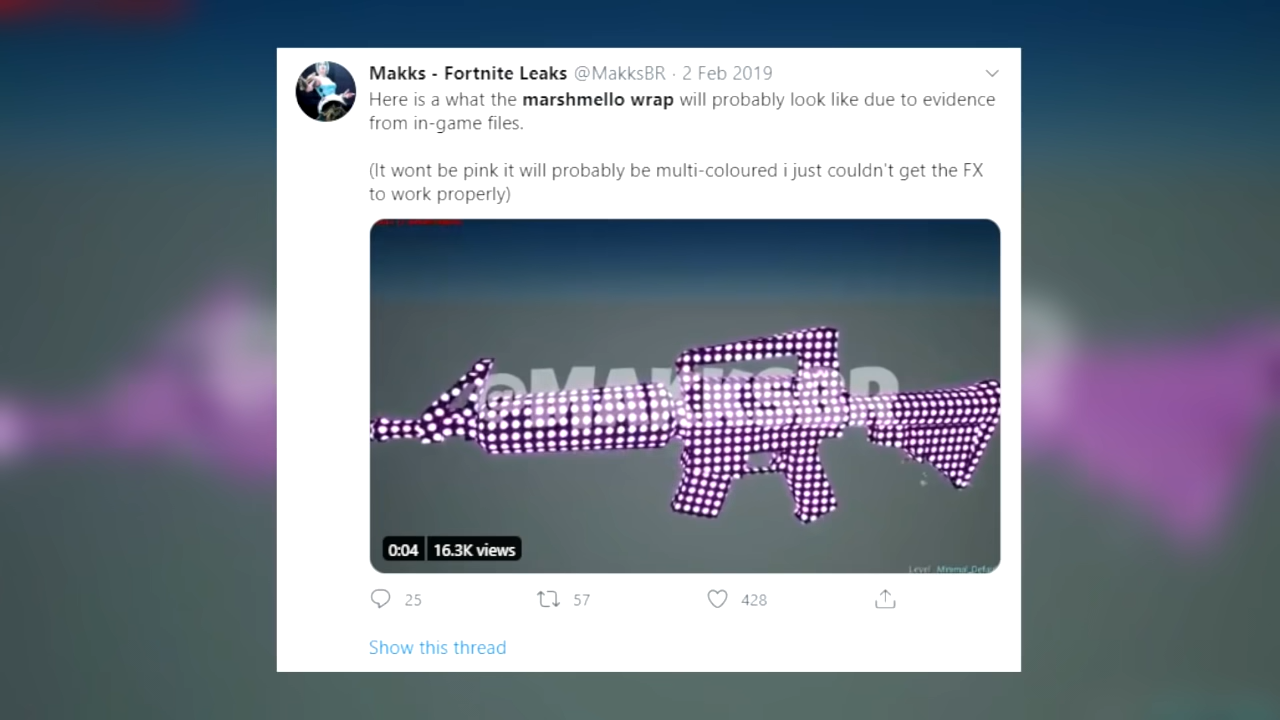 Makks - Fortnite Leaks @MakksBR · 2 Feb 2019
Here is a what the marshmello wrap will probably look like due to evidence
from in-game files.
(It wont be pink it will probably be multi-coloured i just couldn't get the FX
to work properly)
0:04 16.3K views
25 57 428
Show this thread